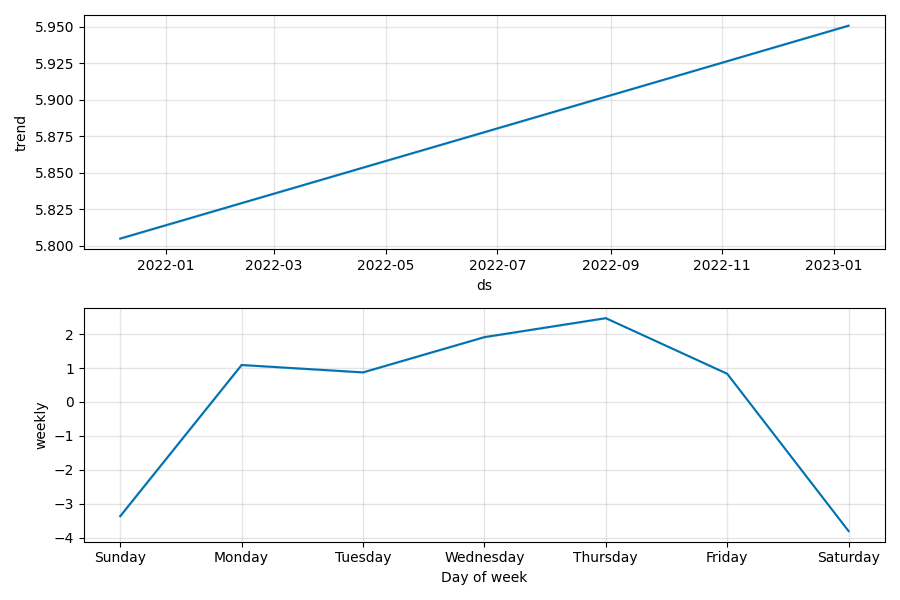 5.950
5.925
5.900
5.875
5.850
5.825
5.800
trend
2022-01 2022-03 2022-05 2022-07 2022-09 2022-11 2023-01
ds
2
1
0
−1
−2
−3
−4
weekly
Sunday Monday Tuesday Wednesday Thursday Friday Saturday
Day of week